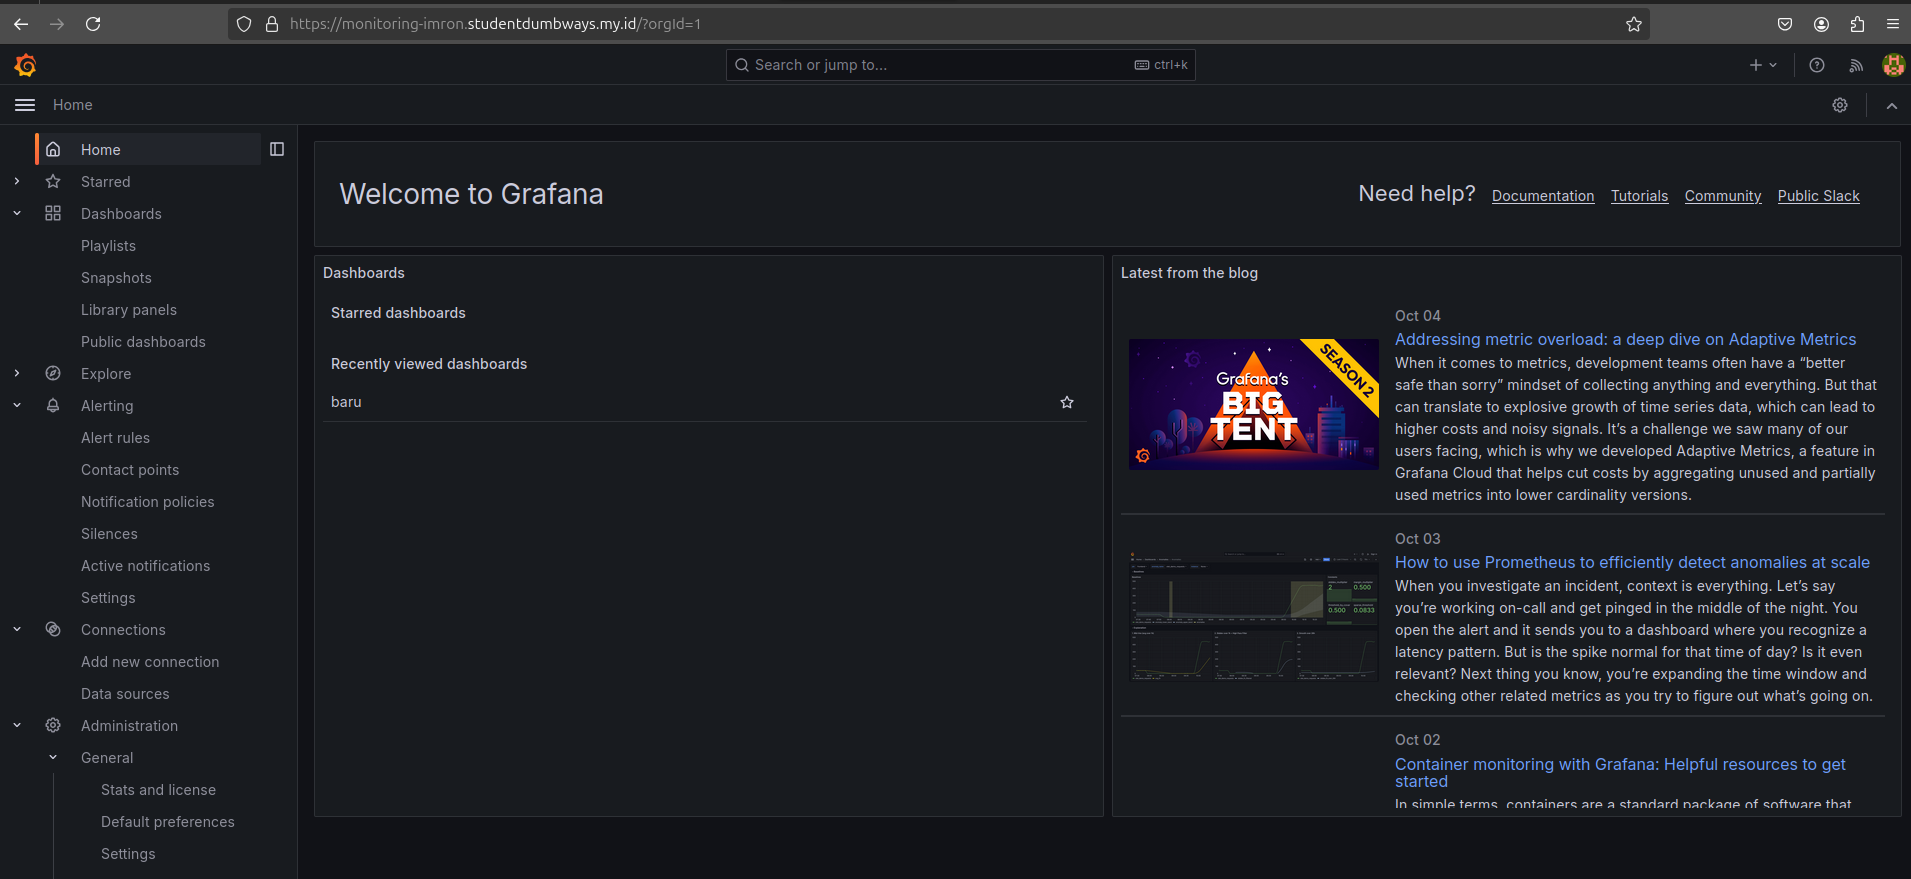 https://monitoring-imron.studentdumbways.my.id/?orgId=1
Search or jump to...
ctrl+k
Home
Home
Starred
Dashboards
Playlists
Snapshots
Library panels
Public dashboards
Explore
Alerting
Alert rules
Contact points
Notification policies
Silences
Active notifications
Settings
Connections
Add new connection
Data sources
Administration
General
Stats and license
Default preferences
Settings
Welcome to Grafana
Need help?
Documentation
Tutorials
Community
Public Slack
Dashboards
Starred dashboards
Recently viewed dashboards
baru
Latest from the blog
Grafana's
BIG
TENT
SEASON 2
Oct 04
Addressing metric overload: a deep dive on Adaptive Metrics
When it comes to metrics, development teams often have a “better
safe than sorry” mindset of collecting anything and everything. But that
can translate to explosive growth of time series data, which can lead to
higher costs and noisy signals. It’s a challenge we saw many of our
users facing, which is why we developed Adaptive Metrics, a feature in
Grafana Cloud that helps cut costs by aggregating unused and partially
used metrics into lower cardinality versions.
0.500
0.500
0.0833
Oct 03
How to use Prometheus to efficiently detect anomalies at scale
When you investigate an incident, context is everything. Let’s say
you’re working on-call and get pinged in the middle of the night. You
open the alert and it sends you to a dashboard where you recognize a
latency pattern. But is the spike normal for that time of day? Is it even
relevant? Next thing you know, you’re expanding the time window and
checking other related metrics as you try to figure out what’s going on.
Oct 02
Container monitoring with Grafana: Helpful resources to get
started
In simple terms, containers are a standard package of software that